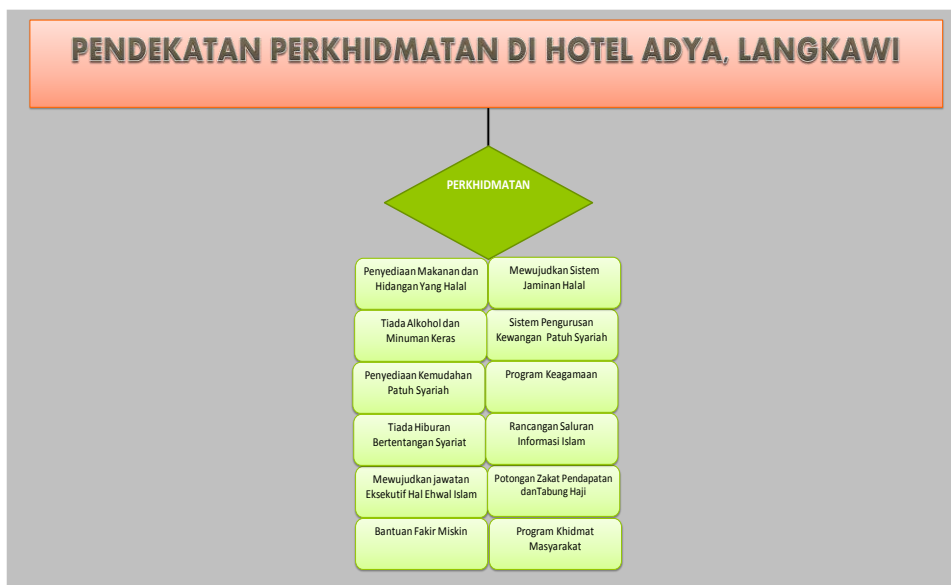 PENDEKATAN PERKHIDMATAN DI HOTEL ADYA, LANGKAWI
PERKHIDMATAN
Penyediaan Makanan dan
Hidangan Yang Halal
Mewujudkan Sistem
Jaminan Halal
Tiada Alkohol dan
Minuman Keras
Sistem Pengurusan
Kewangan Patuh Syariah
Penyediaan Kemudahan
Patuh Syariah
Program Keagamaan
Tiada Hiburan
Bertentangan Syariat
Rancangan Saluran
Informasi Islam
Mewujudkan jawatan
Eksekutif Hal Ehwal Islam
Potongan Zakat Pendapatan
danTabung Haji
Bantuan Fakir Miskin
Program Khidmat
Masyarakat